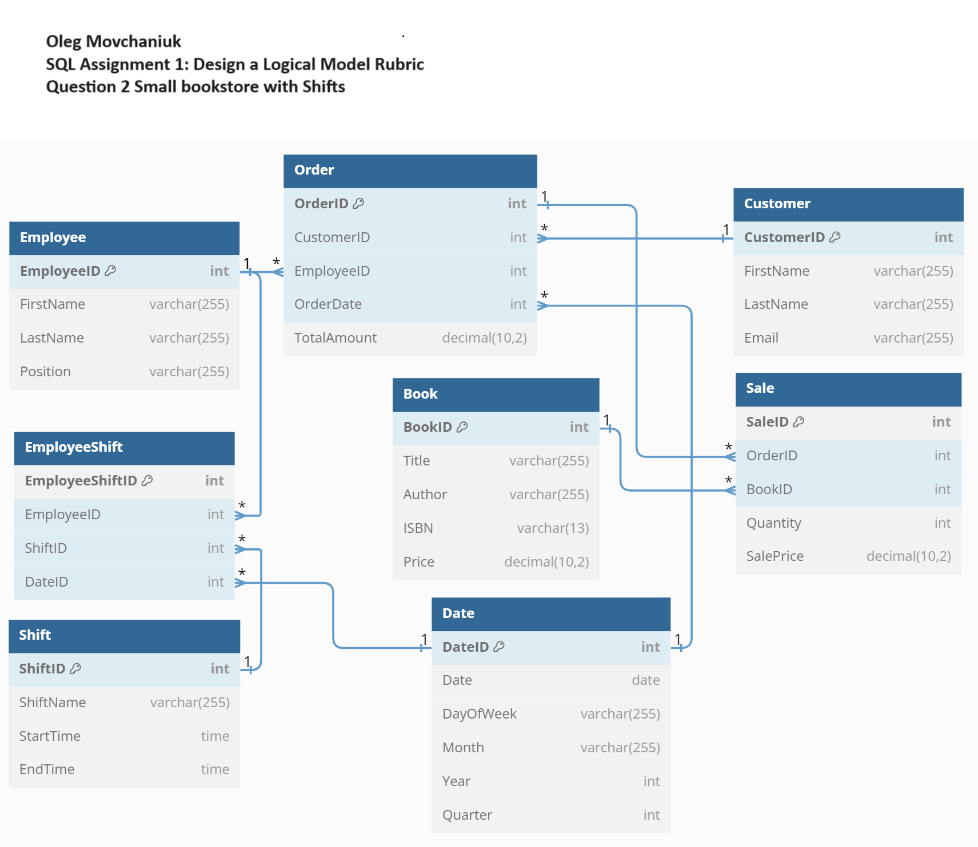 Oleg Movchaniuk
SQL Assignment 1: Design a Logical Model Rubric
Question 2 Small bookstore with Shifts
Order
OrderID int
CustomerID int
EmployeeID int
OrderDate int
TotalAmount decimal(10,2)
1
*
*
Customer
CustomerID int
FirstName varchar(255)
LastName varchar(255)
Email varchar(255)
1
Employee
EmployeeID int
FirstName varchar(255)
LastName varchar(255)
Position varchar(255)
1 *
Book
BookID int
Title varchar(255)
Author varchar(255)
ISBN varchar(13)
Price decimal(10,2)
1
Sale
SaleID int
OrderID int
BookID int
Quantity int
SalePrice decimal(10,2)
*
*
EmployeeShift
EmployeeShiftID int
EmployeeID int
ShiftID int
DateID int
*
*
*
Shift
ShiftID int
ShiftName varchar(255)
StartTime time
EndTime time
1
Date
DateID int
Date date
DayOfWeek varchar(255)
Month varchar(255)
Year int
Quarter int
1 1